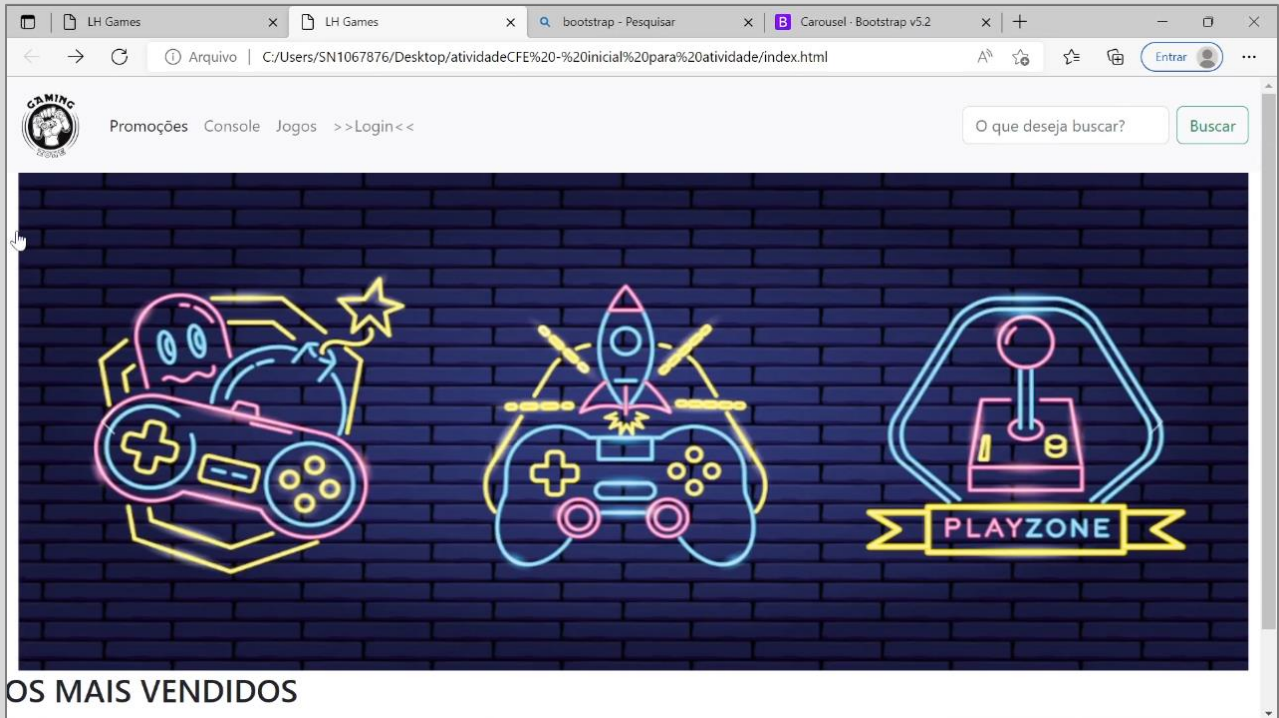 LH Games
LH Games
bootstrap - Pesquisar
B Carousel · Bootstrap v5.2
Arquivo C:/Users/SN1067876/Desktop/atividadeCFE%20-%20inicial%20para%20atividade/index.html
Entrar
GAMING
ZONE
Promoções Console Jogos >>Login<<
O que deseja buscar? Buscar
PLAYZONE
OS MAIS VENDIDOS